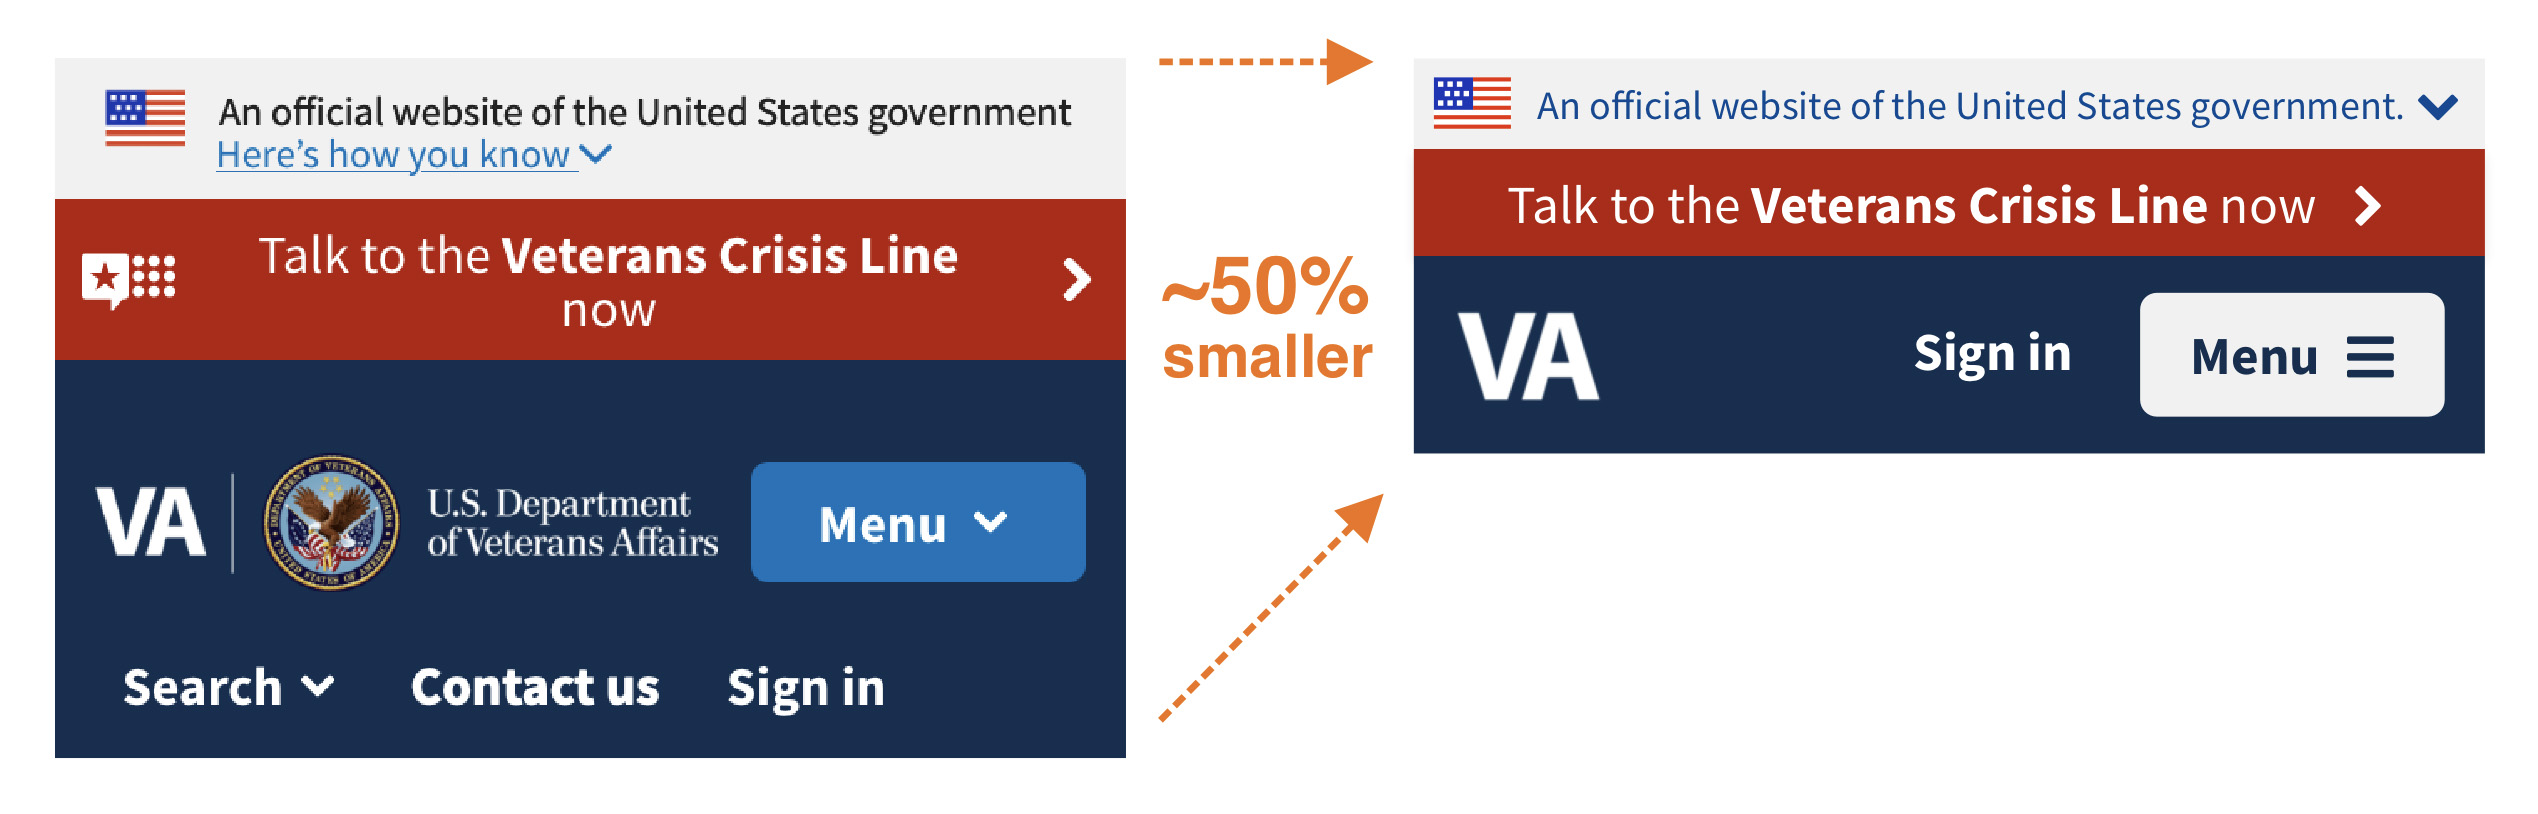 An official website of the United States government
Here's how you know
Talk to the Veterans Crisis Line
now
VA
U.S. Department
of Veterans Affairs
Menu
Search
Contact us
Sign in
~50%
smaller
An official website of the United States government.
Talk to the Veterans Crisis Line now
VA
Sign in
Menu